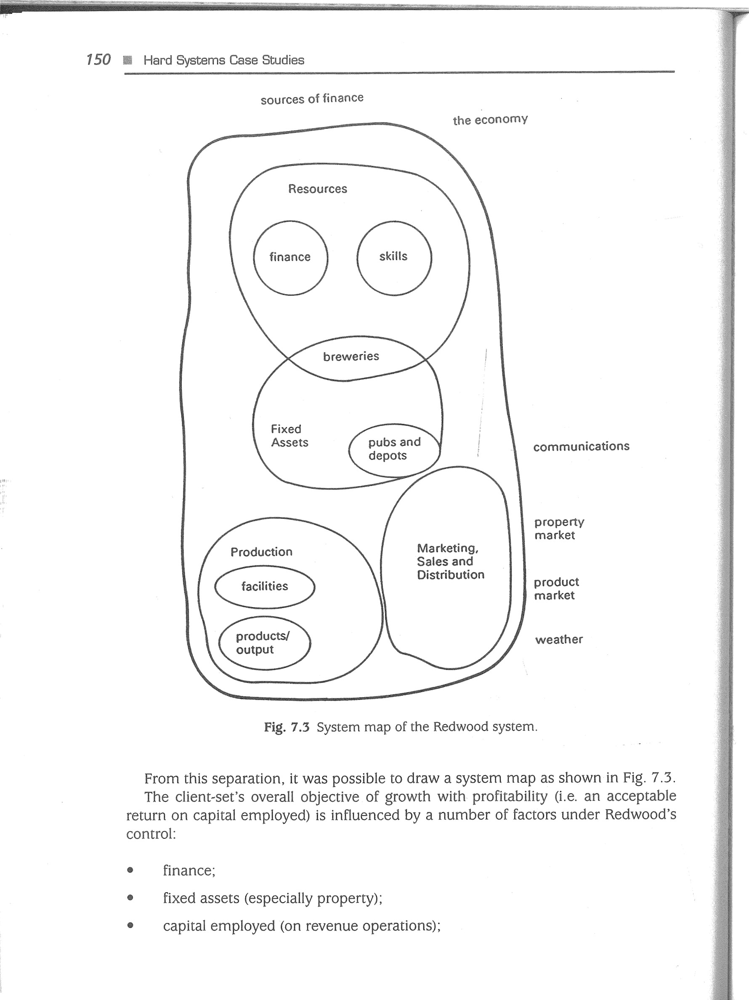 150 Hard Systems Case Studies
sources of finance
the economy
Resources
finance
skills
breweries
Fixed
Assets
pubs and
depots
communications
property
market
Production
Marketing,
Sales and
Distribution
facilities
product
market
products/
output
weather
Fig. 7.3 System map of the Redwood system.
From this separation, it was possible to draw a system map as shown in Fig. 7.3.
The client-set's overall objective of growth with profitability (i.e. an acceptable
return on capital employed) is influenced by a number of factors under Redwood's
control:
• finance;
• fixed assets (especially property);
• capital employed (on revenue operations);